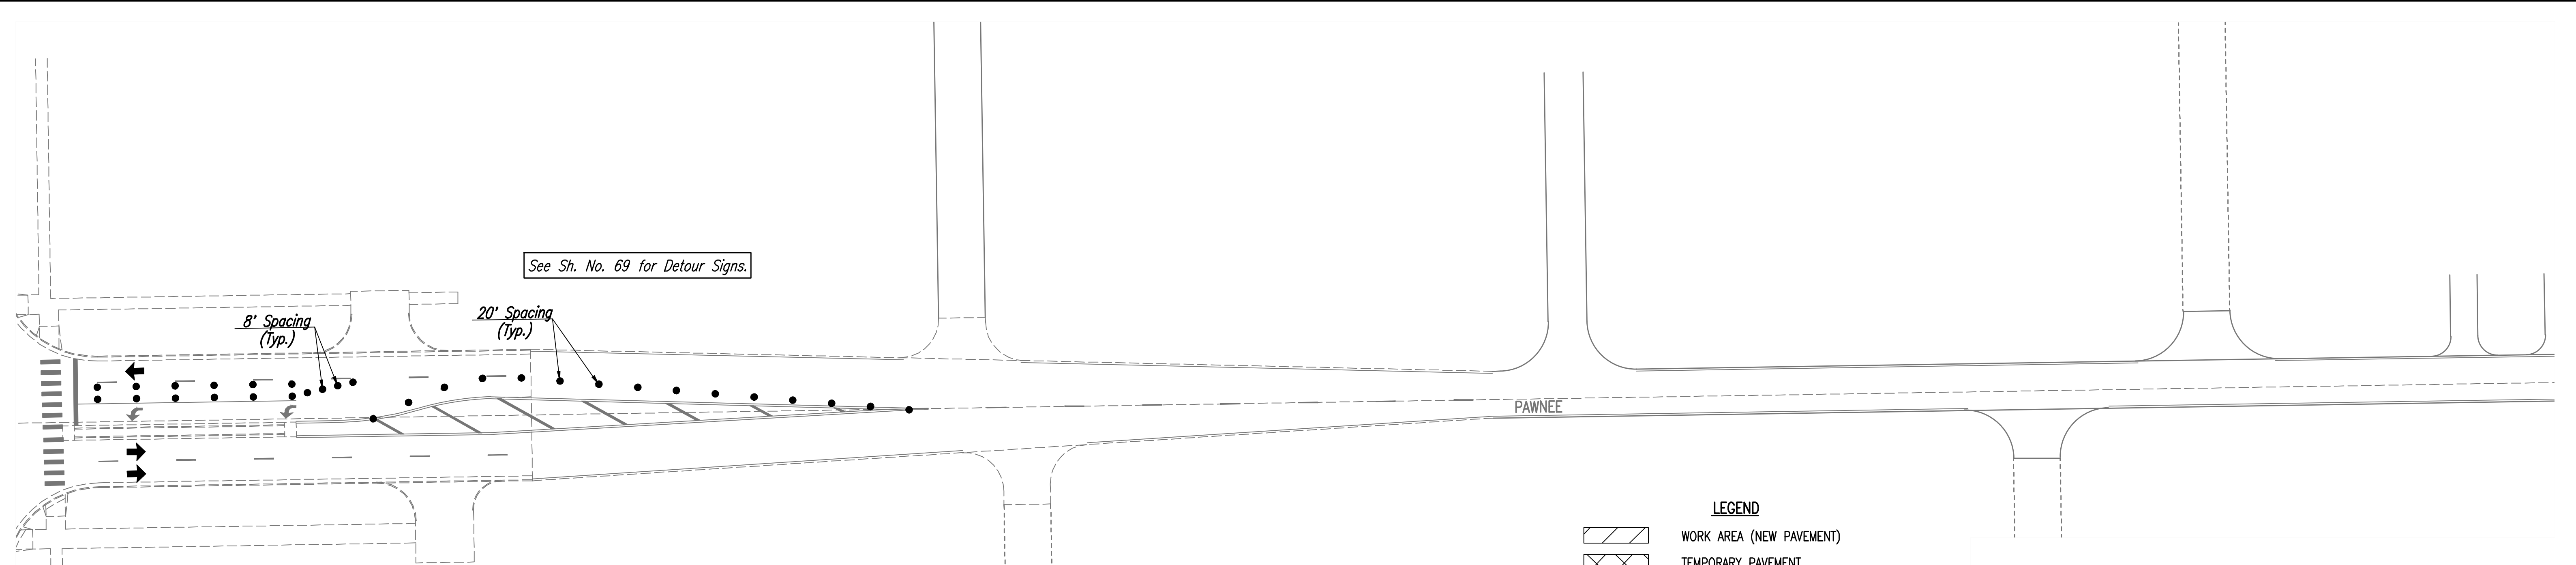 See Sh. No. 69 for Detour Signs.
8' Spacing
(Typ.)
20' Spacing
(Typ.)
PAWNEE
LEGEND
WORK AREA (NEW PAVEMENT)
TEMPORARY PAVEMENT